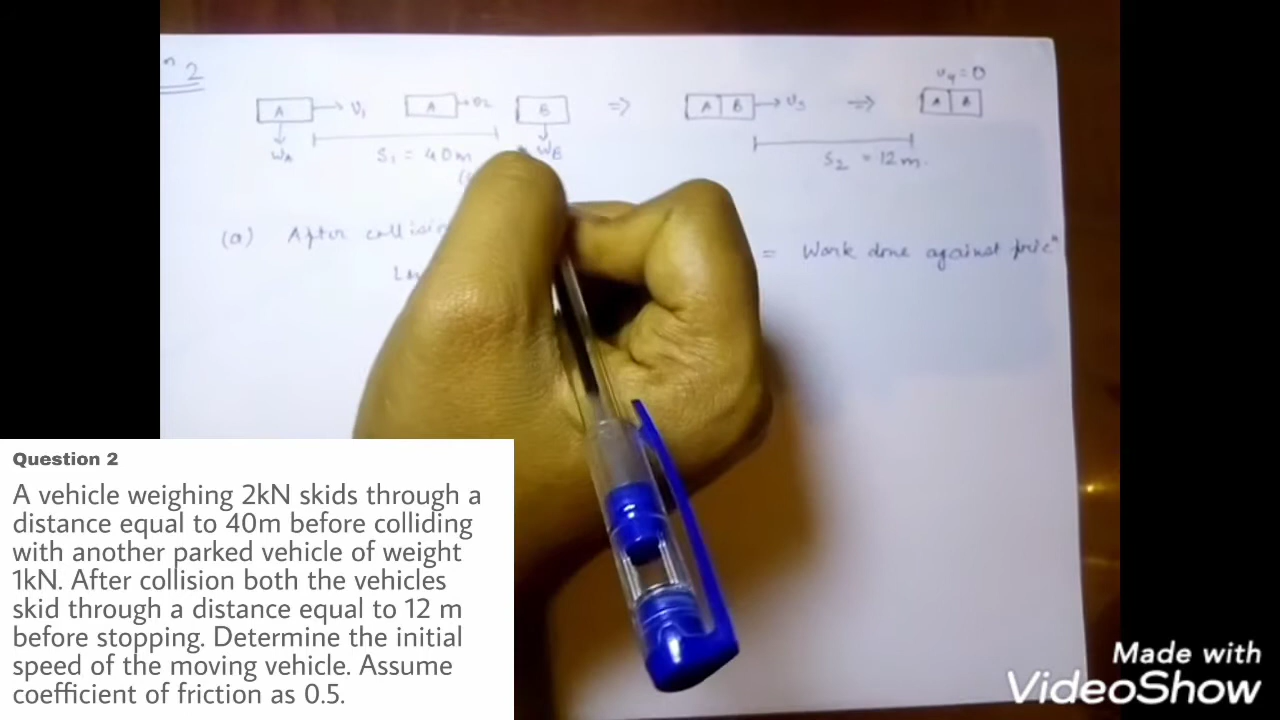 n 2
A → v₁ A → v₂ B ⇒ A B → v₃ ⇒ v₄ = 0 A B
W_A S₁ = 40m W_B S₂ = 12m.
(a) After collision = Work done against fricⁿ
Question 2
A vehicle weighing 2kN skids through a
distance equal to 40m before colliding
with another parked vehicle of weight
1kN. After collision both the vehicles
skid through a distance equal to 12 m
before stopping. Determine the initial
speed of the moving vehicle. Assume
coefficient of friction as 0.5.
Made with
VideoShow